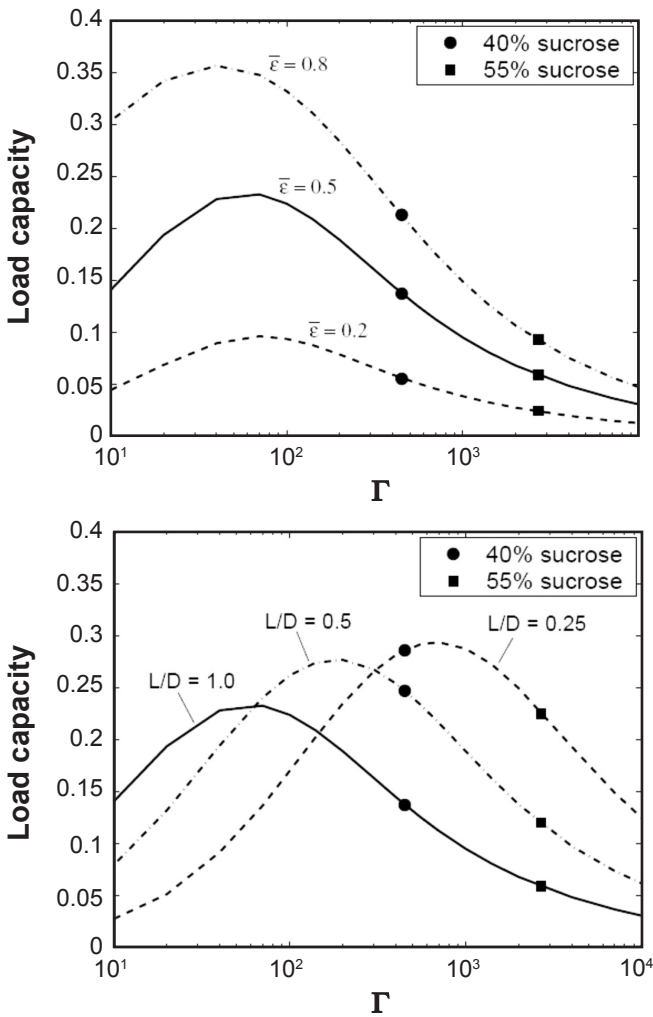 0.4
40% sucrose
55% sucrose
0.35
ε̅ = 0.8
0.3
0.25
ε̅ = 0.5
0.2
0.15
ε̅ = 0.2
0.1
0.05
0
Load capacity
10¹
10²
10³
Γ
0.4
40% sucrose
55% sucrose
0.35
L/D = 0.5
L/D = 0.25
0.3
L/D = 1.0
0.25
0.2
0.15
0.1
0.05
0
Load capacity
10¹
10²
10³
10⁴
Γ